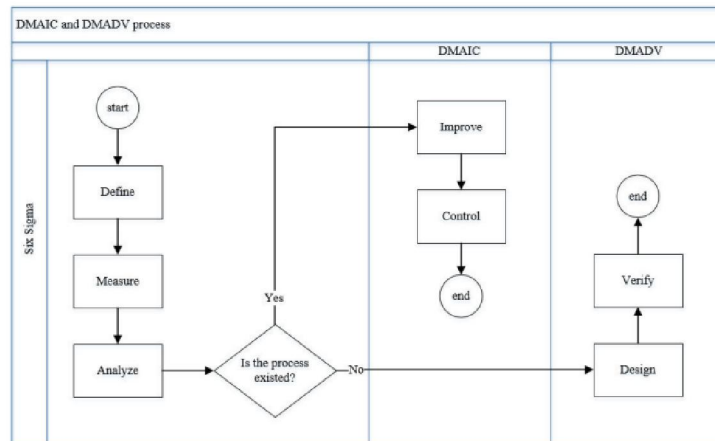 DMAIC and DMADV process
DMAIC
DMADV
Six Sigma
start
Define
Measure
Analyze
Is the process
existed?
Yes
No
Improve
Control
end
Design
Verify
end